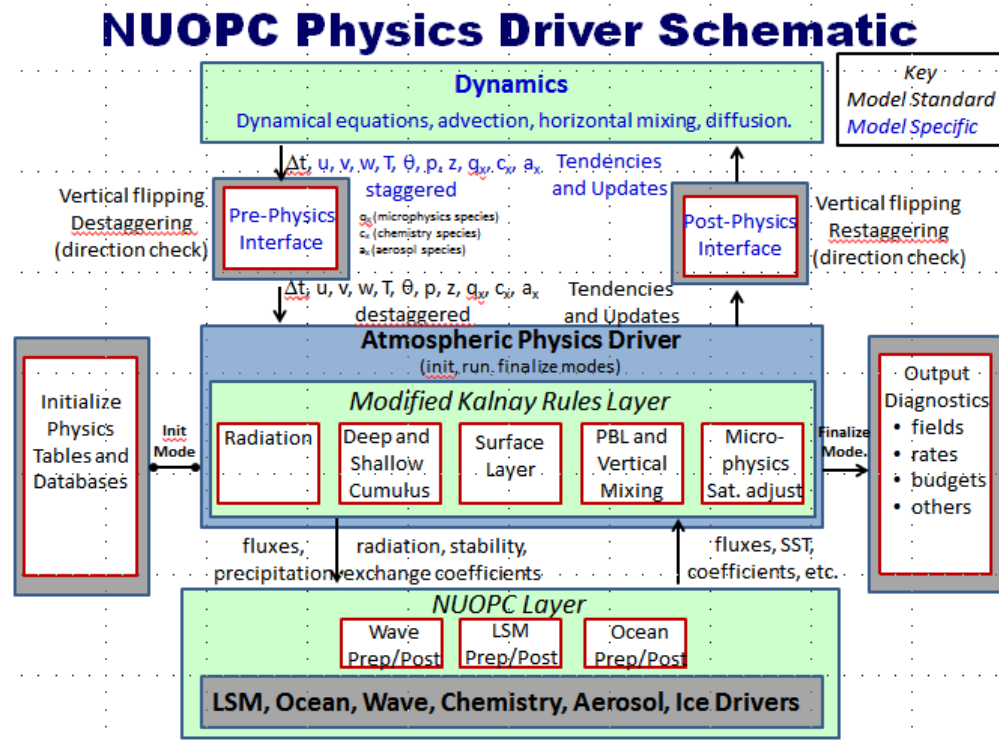 NUOPC Physics Driver Schematic
Dynamics
Dynamical equations, advection, horizontal mixing, diffusion.
Key
Model Standard
Model Specific
Δt, u, v, w, T, θ, p, z, qx, cx, ax
staggered
Tendencies
and Updates
Vertical flipping
Destaggering
(direction check)
Pre-Physics
Interface
qx (microphysics species)
cx (chemistry species)
ax (aerosol species)
Post-Physics
Interface
Vertical flipping
Restaggering
(direction check)
Δt, u, v, w, T, θ, p, z, qx, cx, ax
destaggered
Tendencies
and Updates
Atmospheric Physics Driver
(init, run, finalize modes)
Modified Kalnay Rules Layer
Initialize
Physics
Tables and
Databases
Init
Mode
Radiation
Deep and
Shallow
Cumulus
Surface
Layer
PBL and
Vertical
Mixing
Micro-
physics
Sat. adjust
Finalize
Mode.
Output
Diagnostics
• fields
• rates
• budgets
• others
fluxes,
precipitation
radiation, stability,
exchange coefficients
fluxes, SST,
coefficients, etc.
NUOPC Layer
Wave
Prep/Post
LSM
Prep/Post
Ocean
Prep/Post
LSM, Ocean, Wave, Chemistry, Aerosol, Ice Drivers